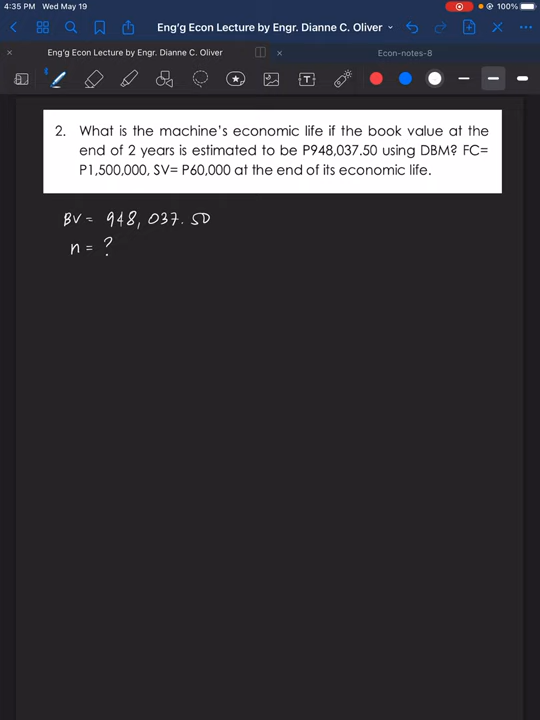 4:35 PM Wed May 19 100%
Eng'g Econ Lecture by Engr. Dianne C. Oliver
Eng'g Econ Lecture by Engr. Dianne C. Oliver Econ-notes-8
2. What is the machine's economic life if the book value at the
end of 2 years is estimated to be P948,037.50 using DBM? FC=
P1,500,000, SV= P60,000 at the end of its economic life.
BV = 948,037.50
n = ?